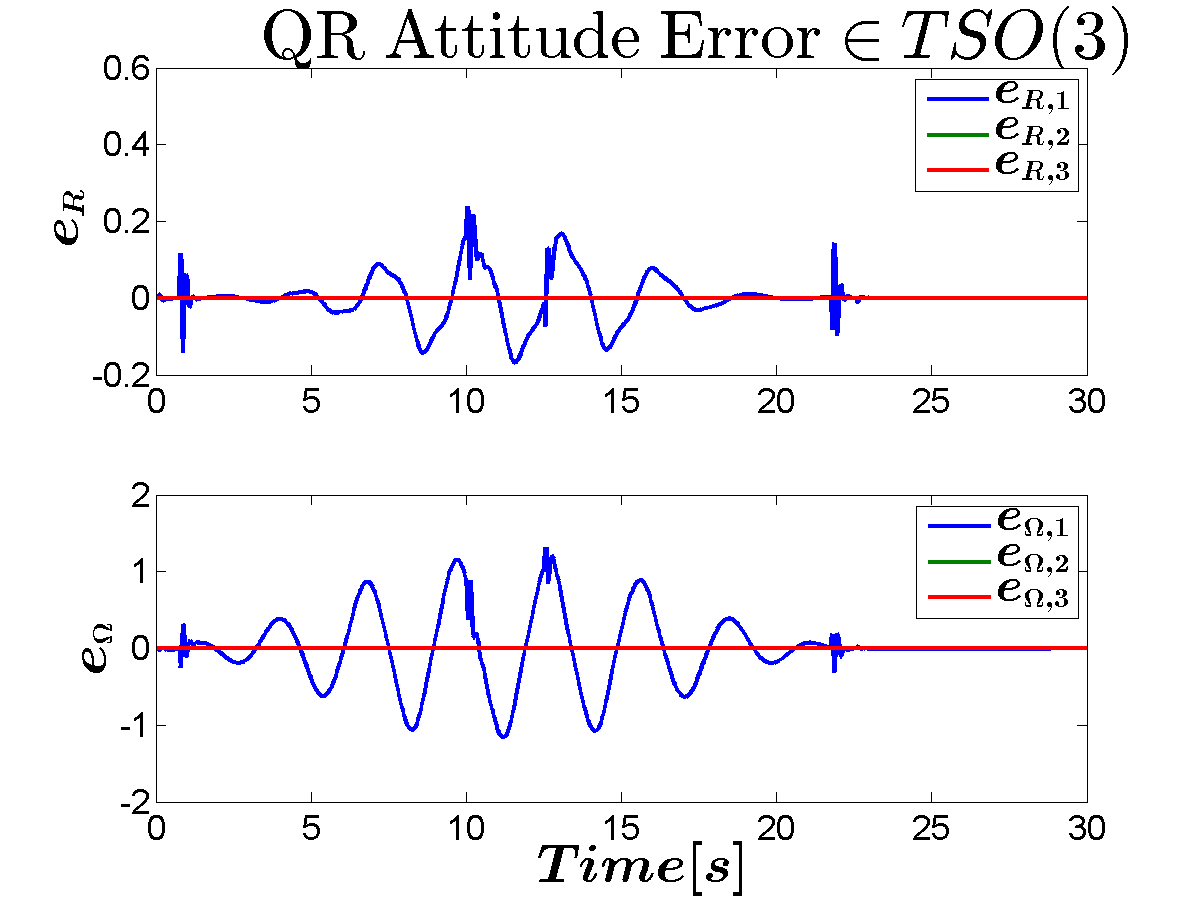 QR Attitude Error ∈ TSO(3)
0.6
0.4
0.2
0
-0.2
e_R
e_{R,1}
e_{R,2}
e_{R,3}
0 5 10 15 20 25 30
2
1
0
-1
-2
e_Ω
e_{Ω,1}
e_{Ω,2}
e_{Ω,3}
0 5 10 15 20 25 30
Time[s]